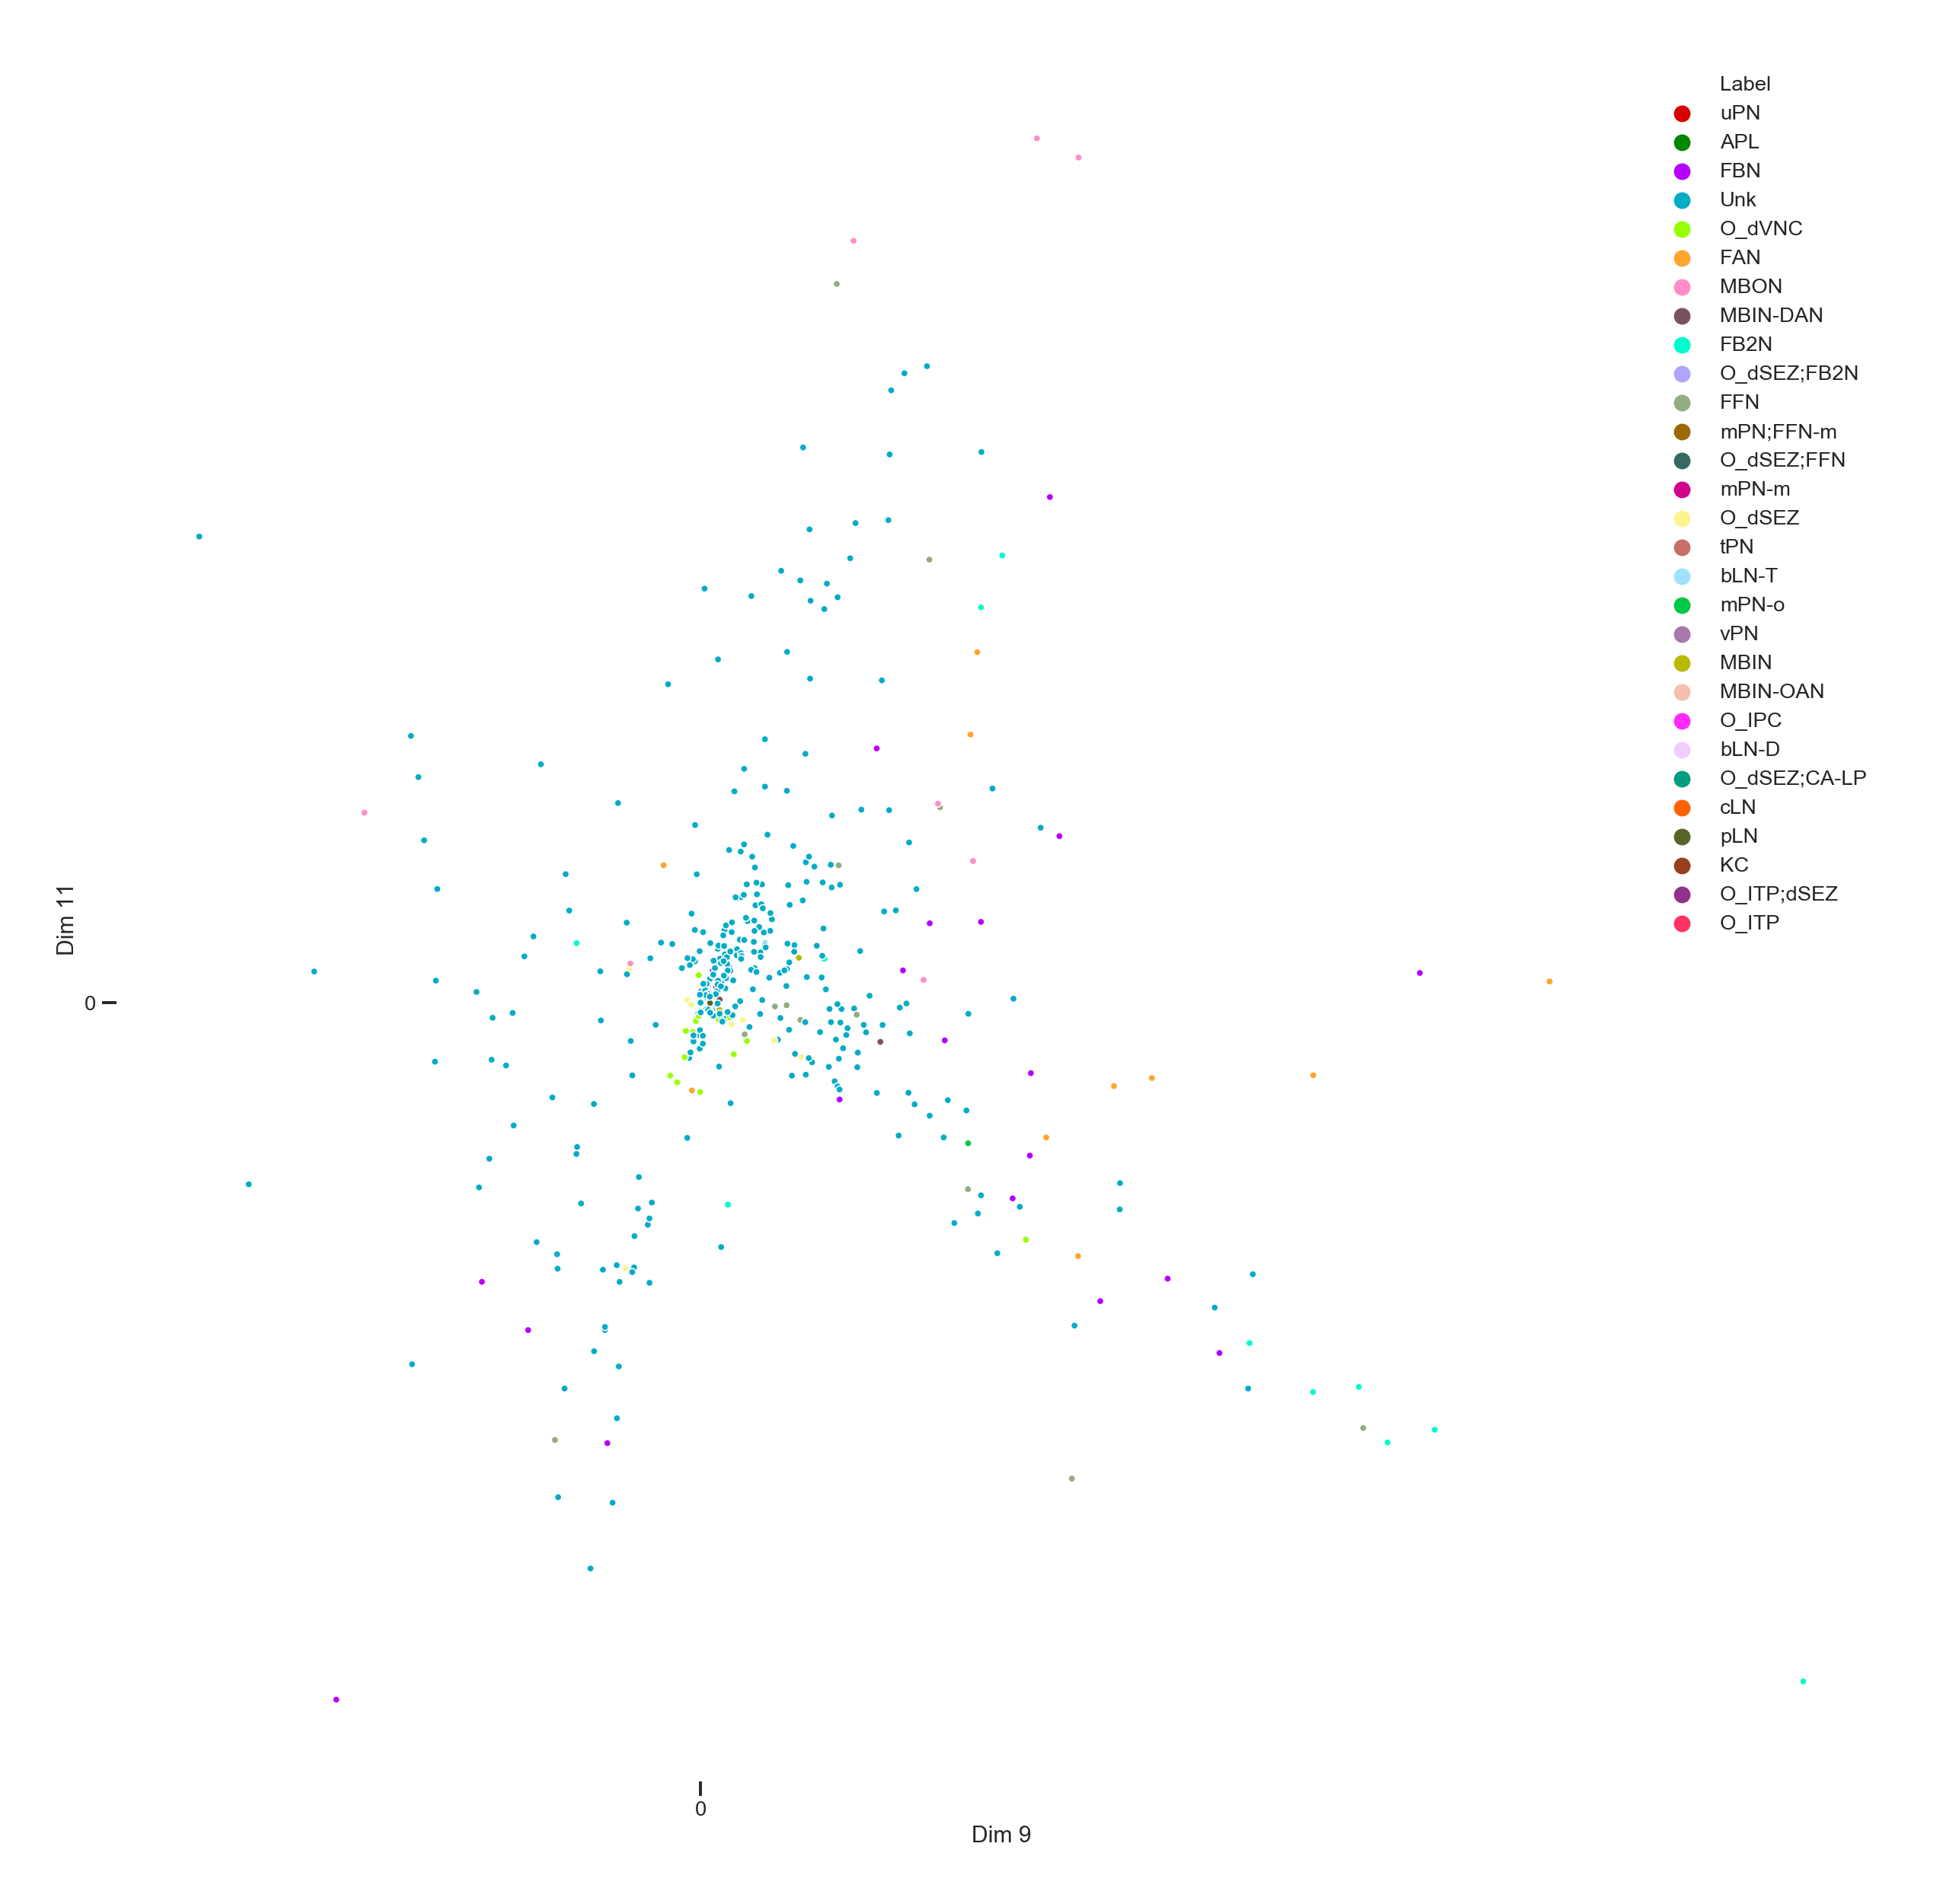 Label
uPN
APL
FBN
Unk
O_dVNC
FAN
MBON
MBIN-DAN
FB2N
O_dSEZ;FB2N
FFN
mPN;FFN-m
O_dSEZ;FFN
mPN-m
O_dSEZ
tPN
bLN-T
mPN-o
vPN
MBIN
MBIN-OAN
O_IPC
bLN-D
O_dSEZ;CA-LP
cLN
pLN
KC
O_ITP;dSEZ
O_ITP
Dim 11
0
0
Dim 9